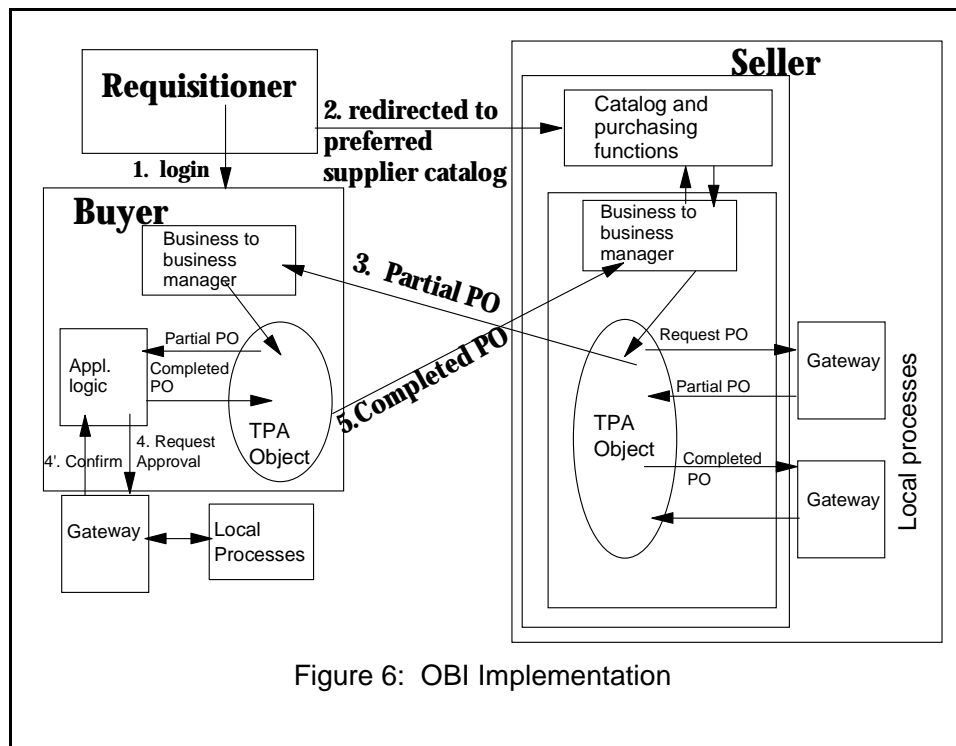 Requisitioner
1. login
2. redirected to
preferred
supplier catalog
Seller
Catalog and
purchasing
functions
Buyer
Business to
business
manager
Business to
business
manager
3. Partial PO
5.Completed PO
Appl.
logic
Partial PO
Completed
PO
TPA
Object
4'. Confirm
4. Request
Approval
Gateway
Local
Processes
TPA
Object
Request PO
Partial PO
Completed
PO
Gateway
Gateway
Local processes
Figure 6: OBI Implementation